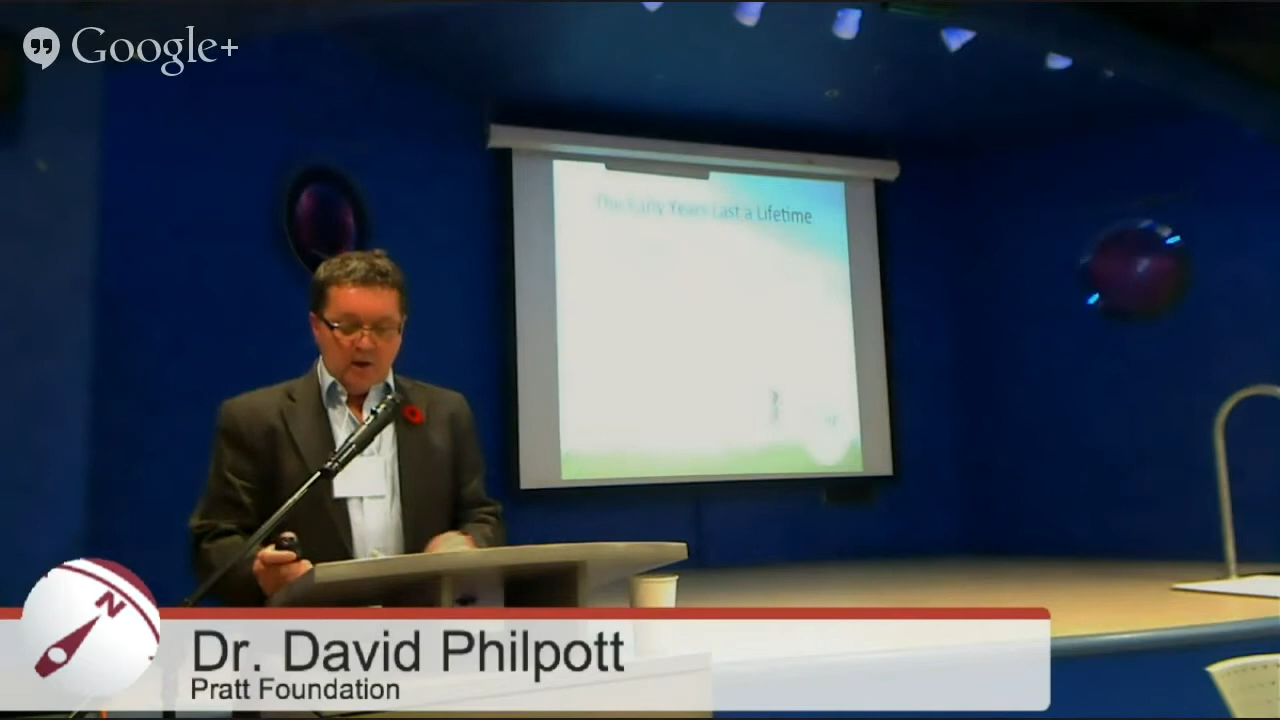 Google+
The Early Years Last a Lifetime
N
Dr. David Philpott
Pratt Foundation